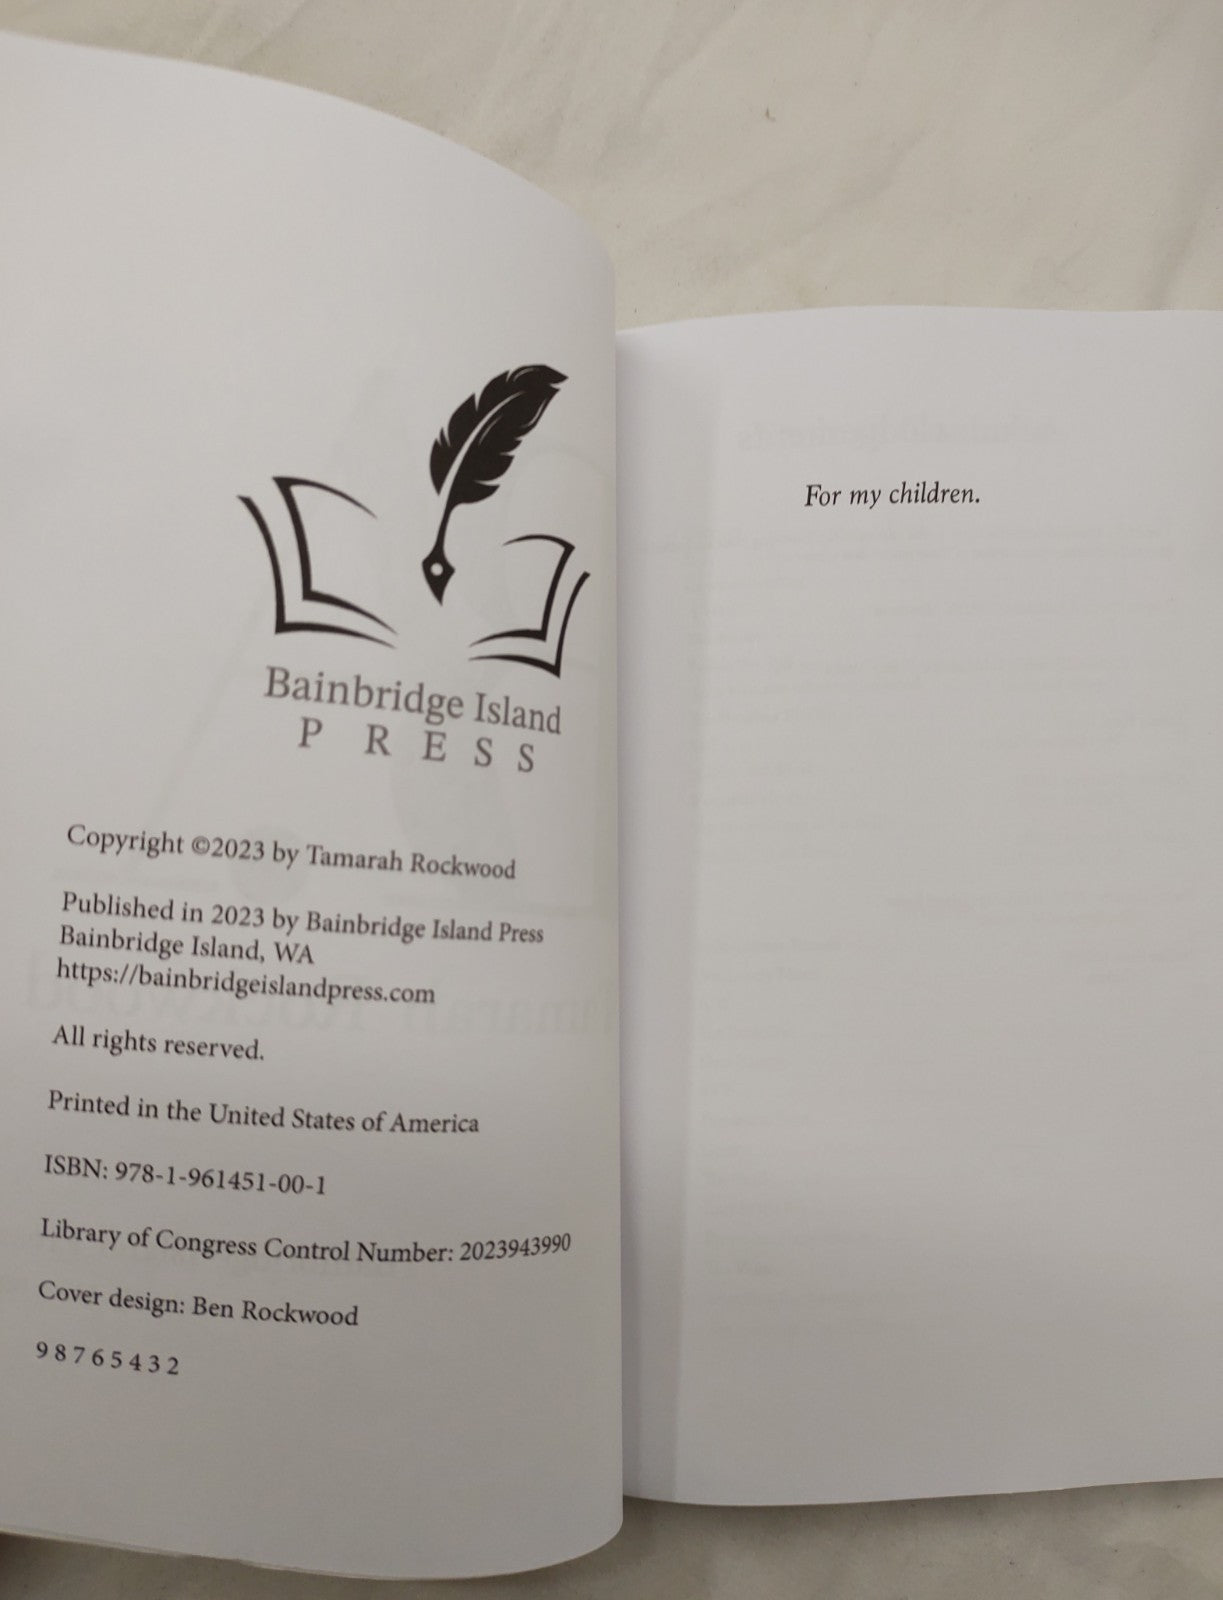 Bainbridge Island
PRESS
Copyright ©2023 by Tamarah Rockwood
Published in 2023 by Bainbridge Island Press
Bainbridge Island, WA
https://bainbridgeislandpress.com
All rights reserved.
Printed in the United States of America
ISBN: 978-1-961451-00-1
Library of Congress Control Number: 2023943990
Cover design: Ben Rockwood
9 8 7 6 5 4 3 2
For my children.